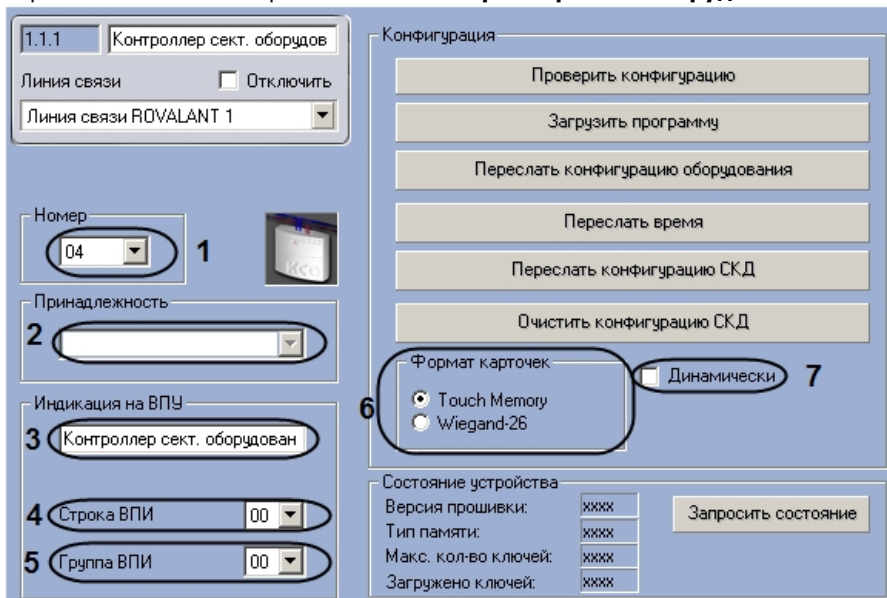 1.1.1 Контроллер сект. оборудов
Линия связи Отключить
Линия связи ROVALANT 1
Номер
04 1
КСО
Принадлежность
2
Индикация на ВПУ
3 Контроллер сект. оборудован
4 Строка ВПИ 00
5 Группа ВПИ 00
Конфигурация
Проверить конфигурацию
Загрузить программу
Переслать конфигурацию оборудования
Переслать время
Переслать конфигурацию СКД
Очистить конфигурацию СКД
Формат карточек
6 Touch Memory
Wiegand-26
Динамически 7
Состояние устройства
Версия прошивки: xxxx Запросить состояние
Тип памяти: xxxx
Макс. кол-во ключей: xxxx
Загружено ключей: xxxx